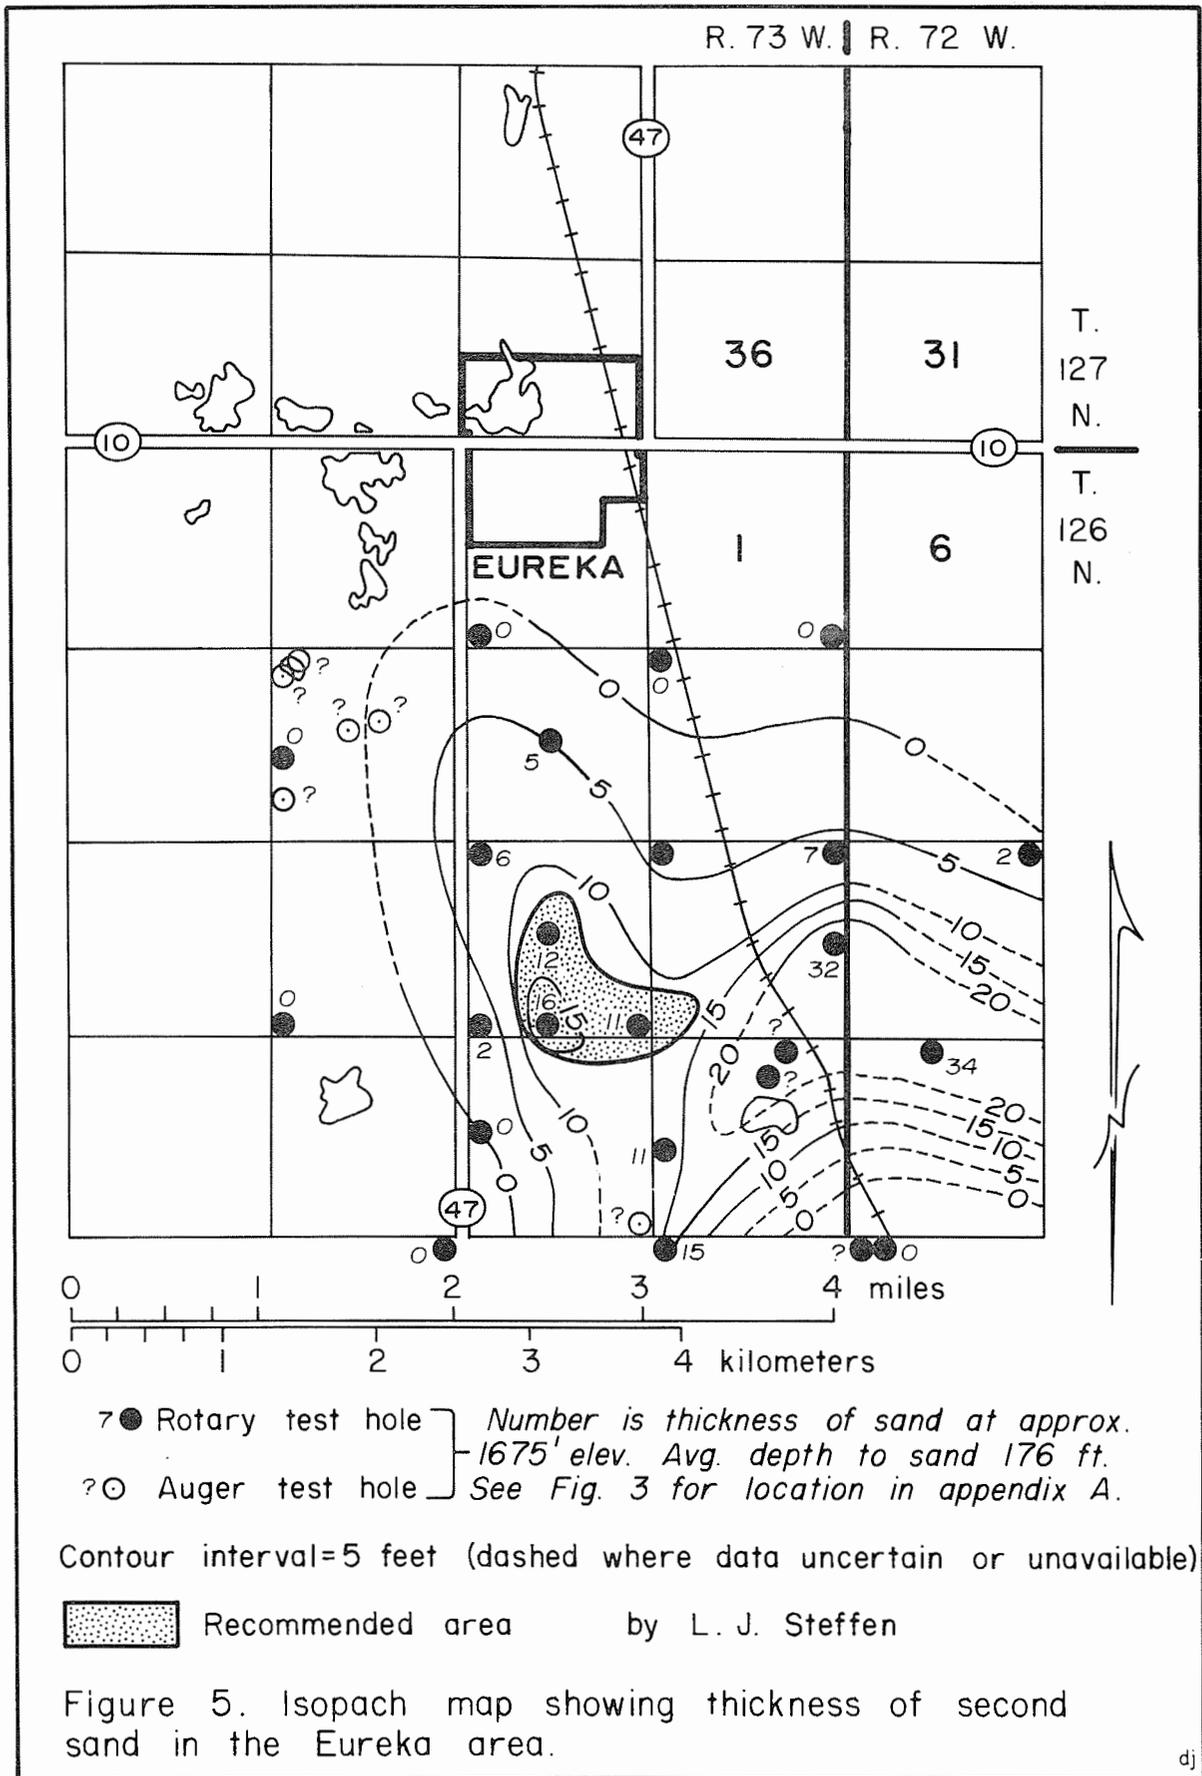 R. 73 W. R. 72 W.
47
36 31
T.
127
N.
10 10
T.
126
N.
1 6
EUREKA
0 0
? 0
?
? ?
0
0 0
5
5
?
6 7 2
5
10
10
12 32 15
20
0 16 15 11 15
2 ? 34
20 ?
20
10 15
0 15 10
5 11 10 5
0 5 0
47 ? 0
0 15 ? 0
0 1 2 3 4 miles
0 1 2 3 4 kilometers
7 Rotary test hole Number is thickness of sand at approx.
1675' elev. Avg. depth to sand 176 ft.
? Auger test hole See Fig. 3 for location in appendix A.
Contour interval=5 feet (dashed where data uncertain or unavailable)
Recommended area by L. J. Steffen
Figure 5. Isopach map showing thickness of second
sand in the Eureka area.
dj